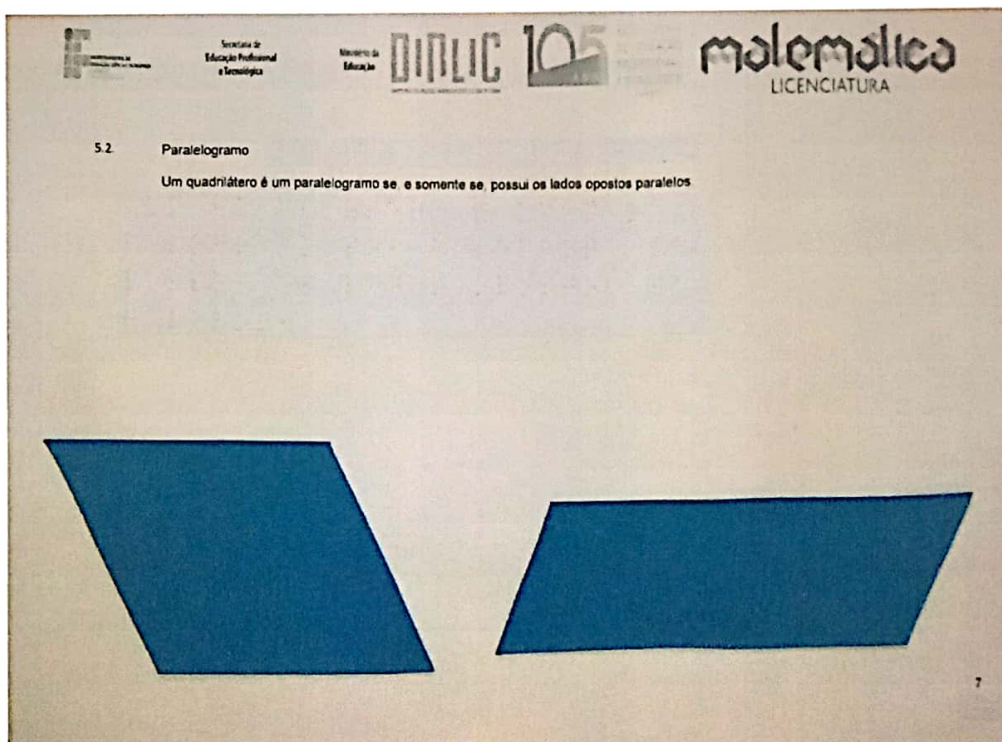 Secretaria de
Educação Profissional
e Tecnológica
Ministério da
Educação
105
matemática
LICENCIATURA
5.2. Paralelogramo
Um quadrilátero é um paralelogramo se, e somente se, possui os lados opostos paralelos
7